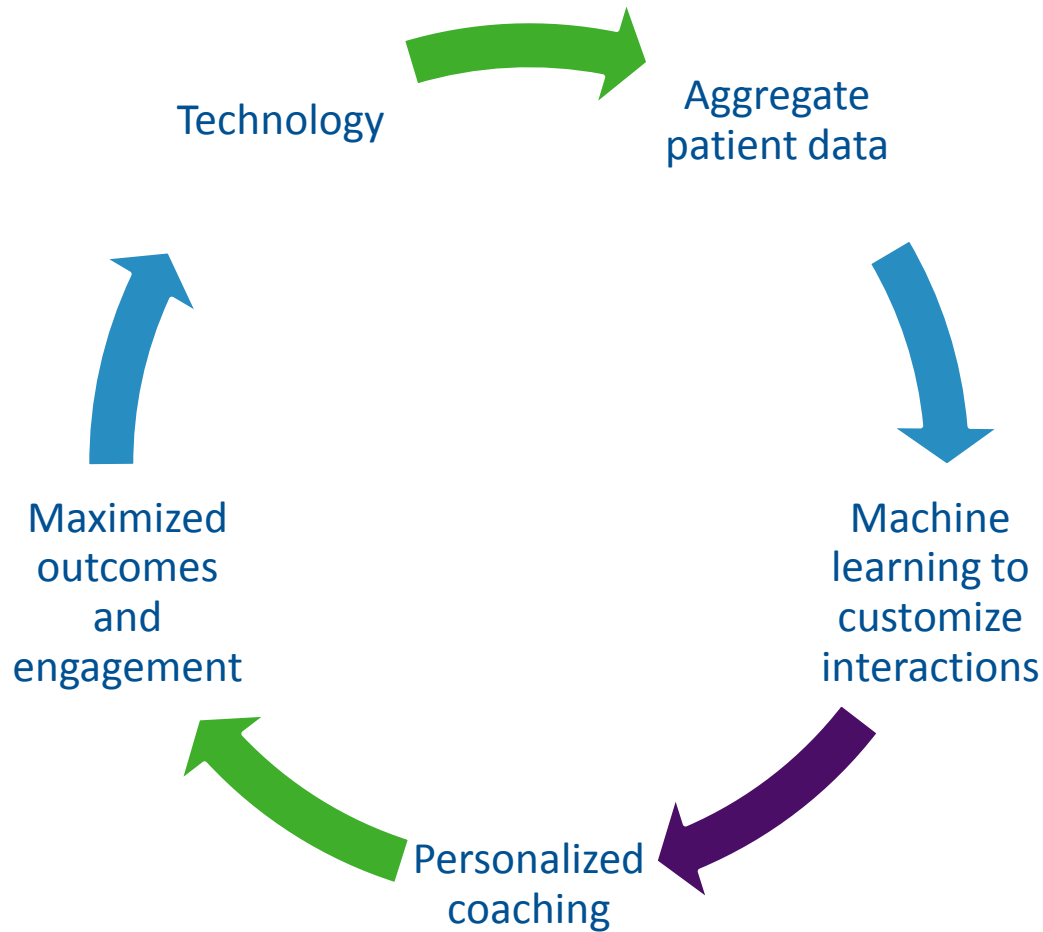 Technology
Aggregate
patient data
Machine
learning to
customize
interactions
Personalized
coaching
Maximized
outcomes
and
engagement